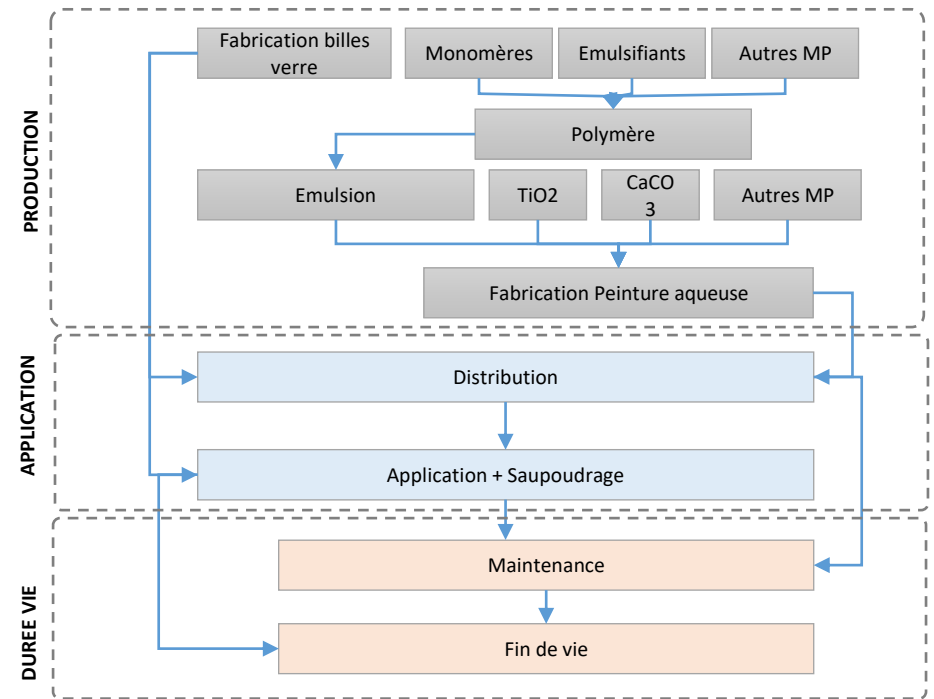 PRODUCTION
Fabrication billes
verre
Monomères
Emulsifiants
Autres MP
Polymère
Emulsion
TiO2
CaCO
3
Autres MP
Fabrication Peinture aqueuse
APPLICATION
Distribution
Application + Saupoudrage
DUREE VIE
Maintenance
Fin de vie